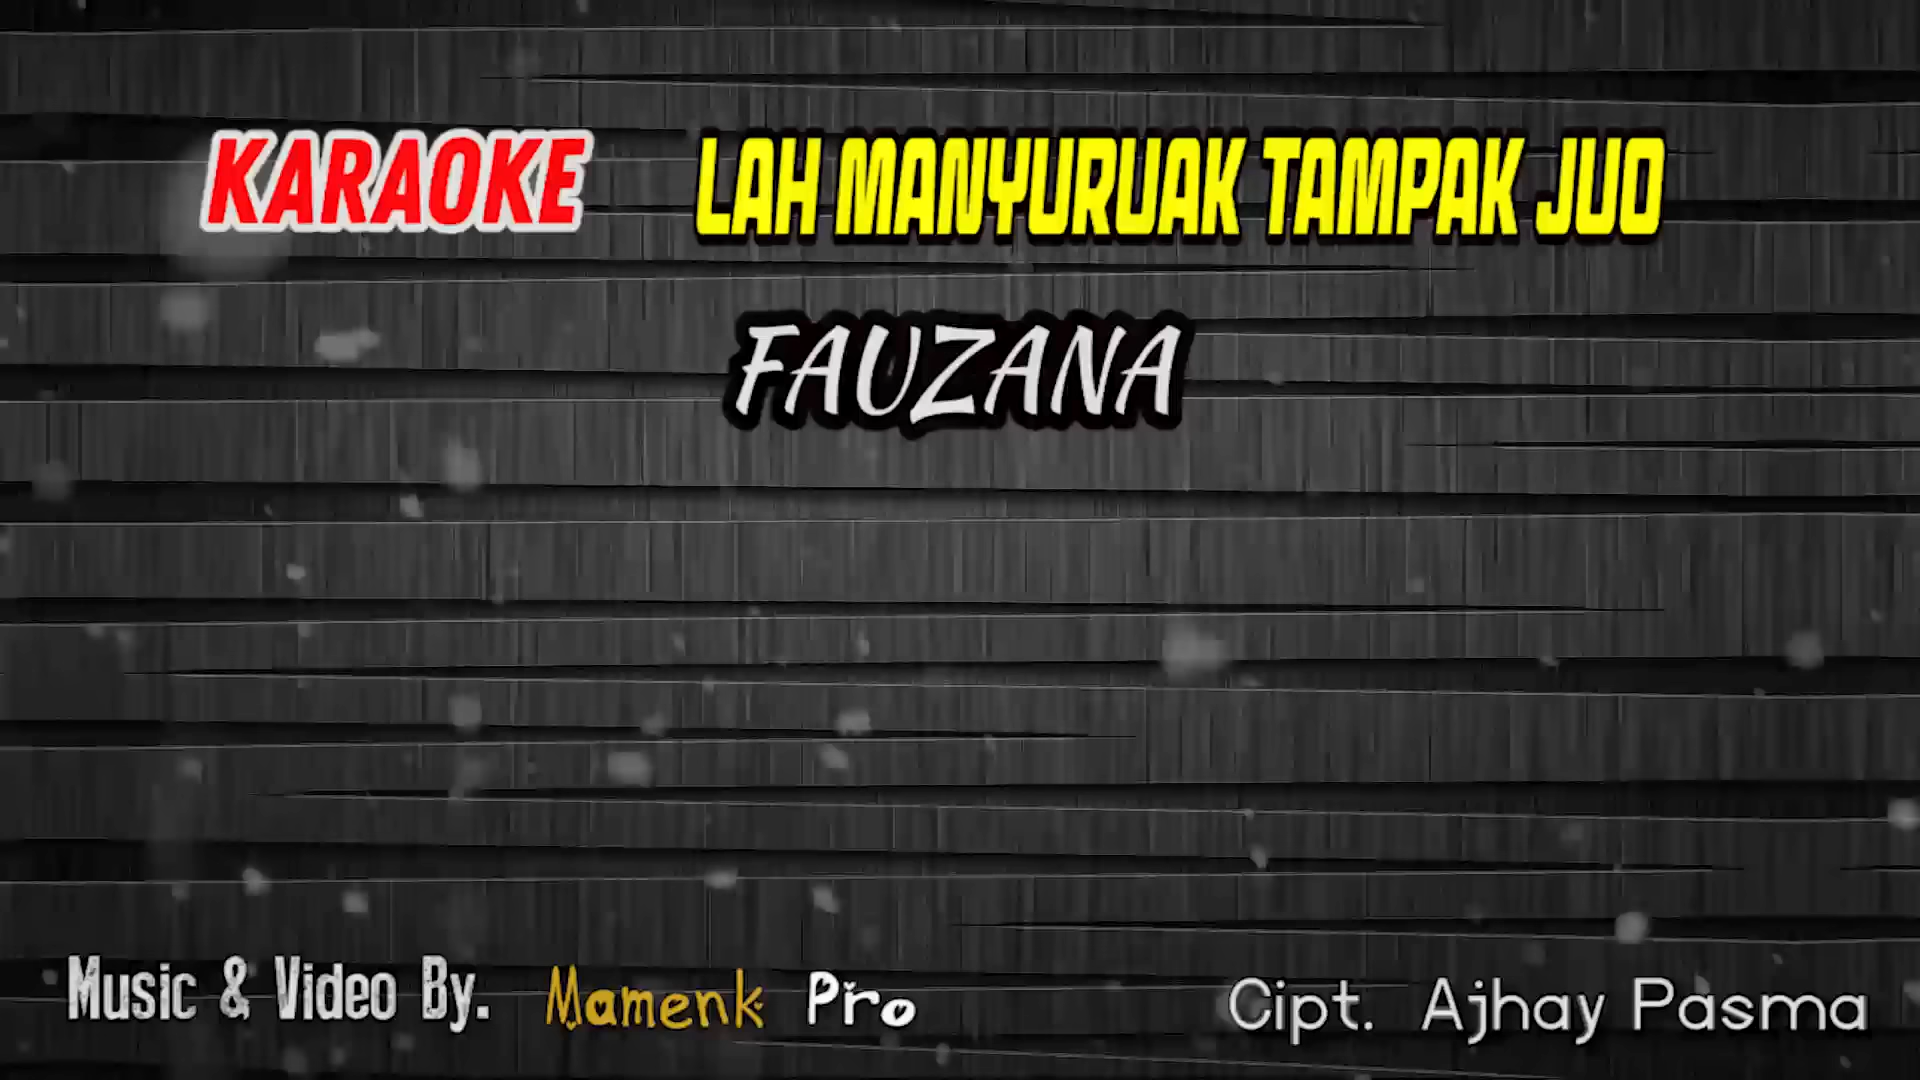 KARAOKE LAH MANYURUAK TAMPAK JUO
FAUZANA
Music & Video By. Mamenk Pro
Cipt. Ajhay Pasma